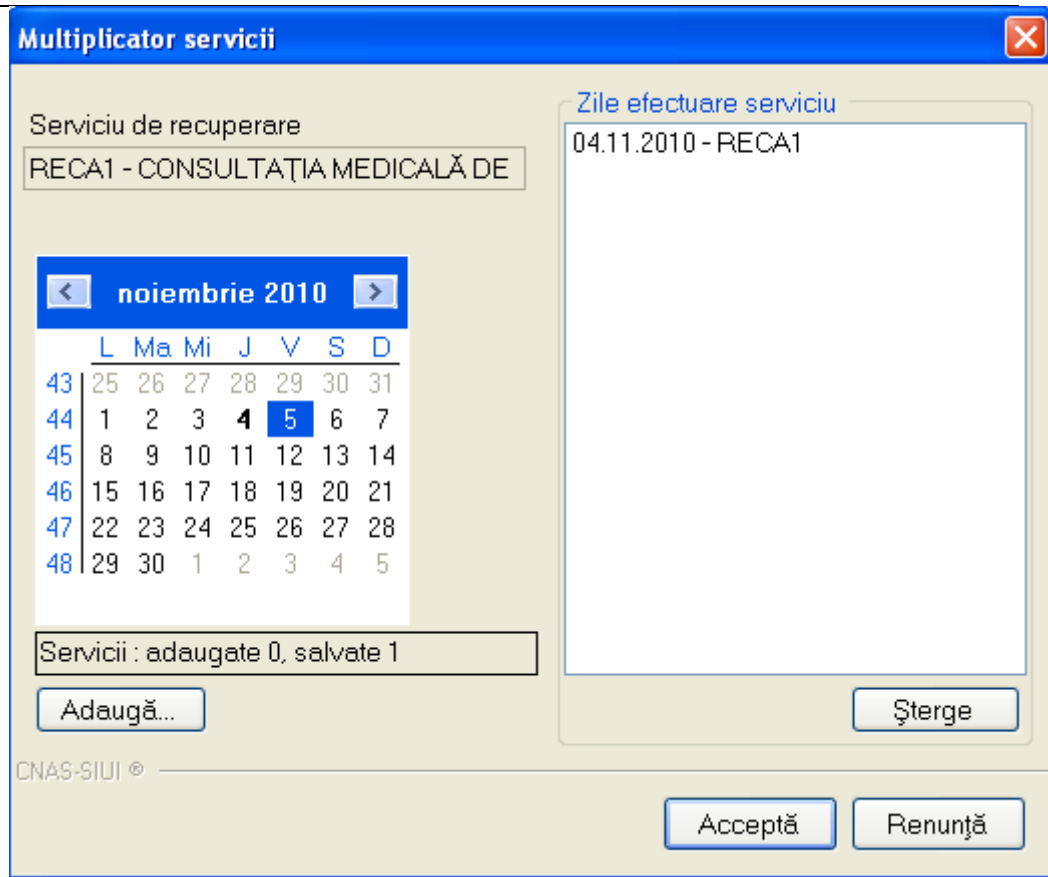 Multiplicator servicii
Serviciu de recuperare
RECA1 - CONSULTAŢIA MEDICALĂ DE
noiembrie 2010
L Ma Mi J V S D
43 25 26 27 28 29 30 31
44 1 2 3 4 5 6 7
45 8 9 10 11 12 13 14
46 15 16 17 18 19 20 21
47 22 23 24 25 26 27 28
48 29 30 1 2 3 4 5
Servicii : adaugate 0, salvate 1
Adaugă...
Zile efectuare serviciu
04.11.2010 - RECA1
Şterge
CNAS-SIUI ®
Acceptă
Renunţă